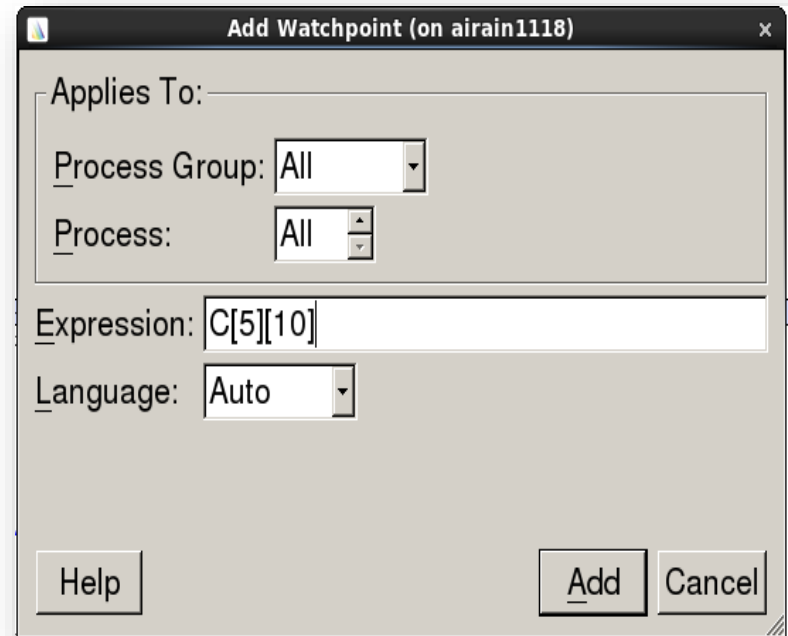 Add Watchpoint (on airain1118)
Applies To:
Process Group: All
Process: All
Expression: C[5][10]
Language: Auto
Help Add Cancel